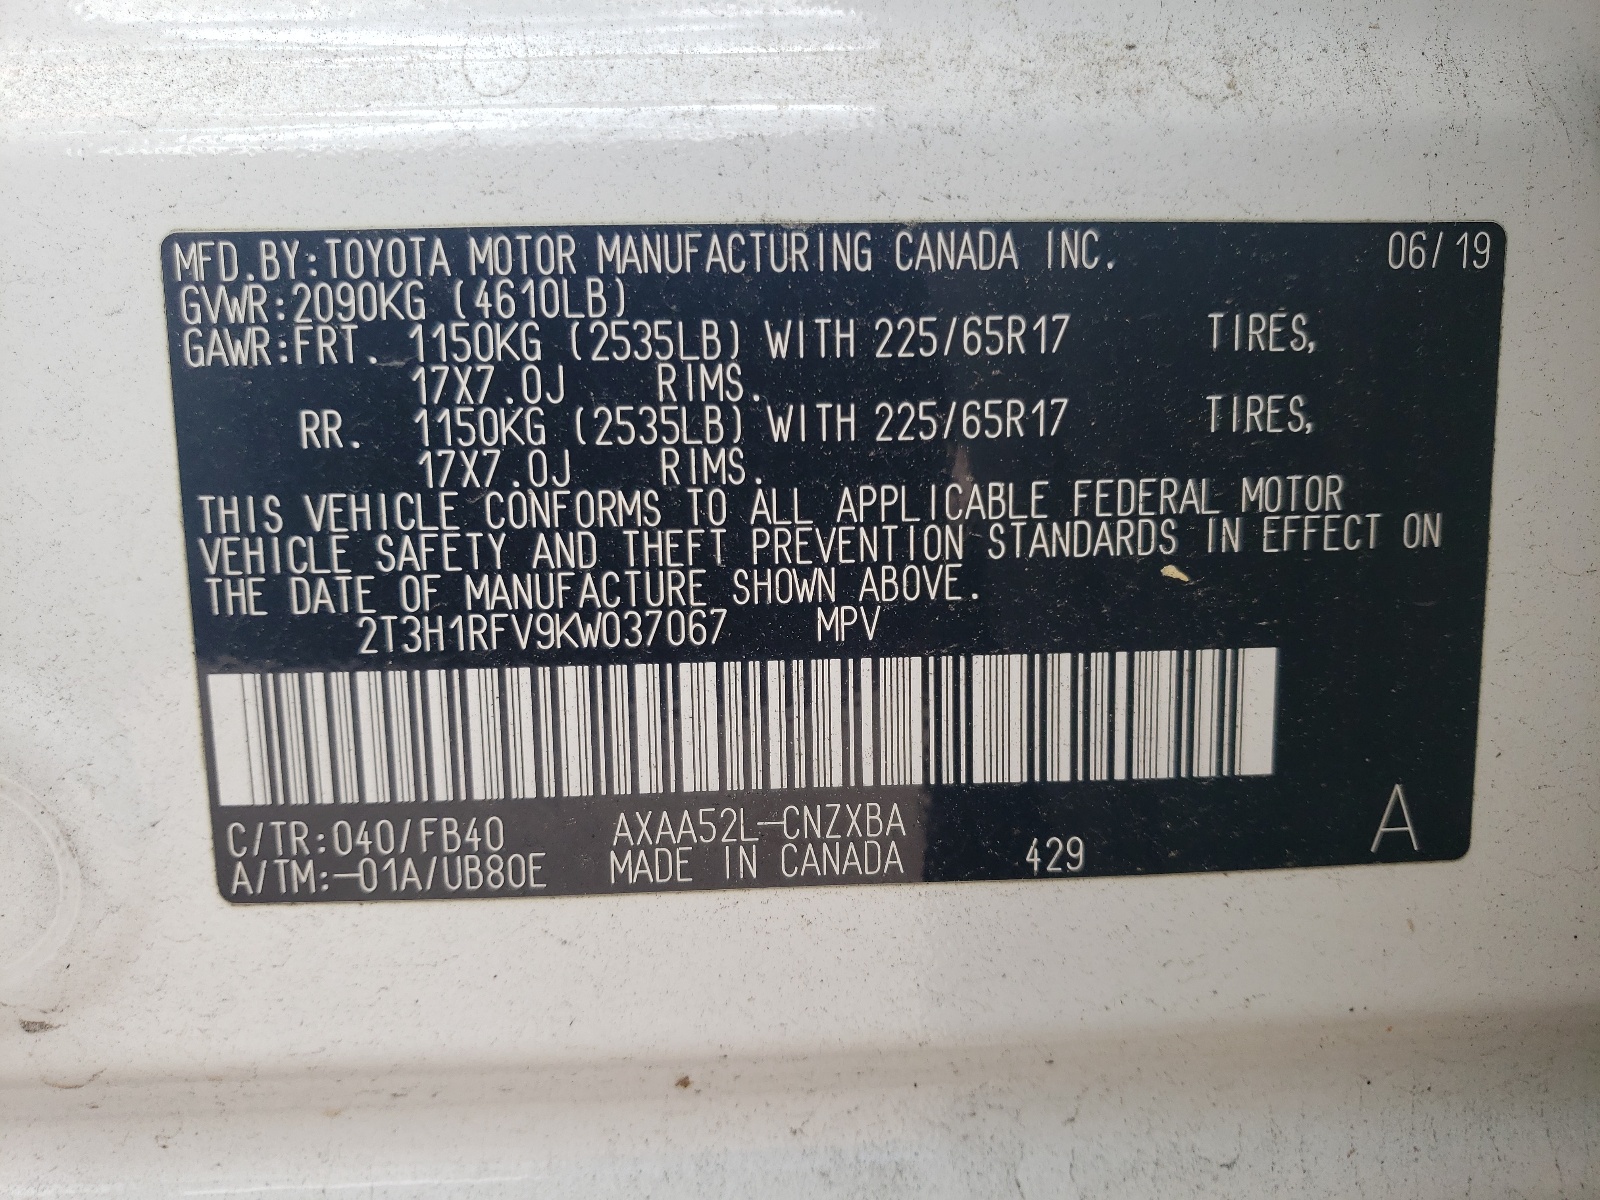 MFD.BY:TOYOTA MOTOR MANUFACTURING CANADA INC. 06/19
GVWR:2090KG (4610LB)
GAWR:FRT. 1150KG (2535LB) WITH 225/65R17 TIRES,
17X7.0J RIMS.
RR. 1150KG (2535LB) WITH 225/65R17 TIRES,
17X7.0J RIMS.
THIS VEHICLE CONFORMS TO ALL APPLICABLE FEDERAL MOTOR
VEHICLE SAFETY AND THEFT PREVENTION STANDARDS IN EFFECT ON
THE DATE OF MANUFACTURE SHOWN ABOVE.
2T3H1RFV9KW037067 MPV
C/TR:040/FB40 AXAA52L-CNZXBA
A/TM:-01A/UB80E MADE IN CANADA 429 A